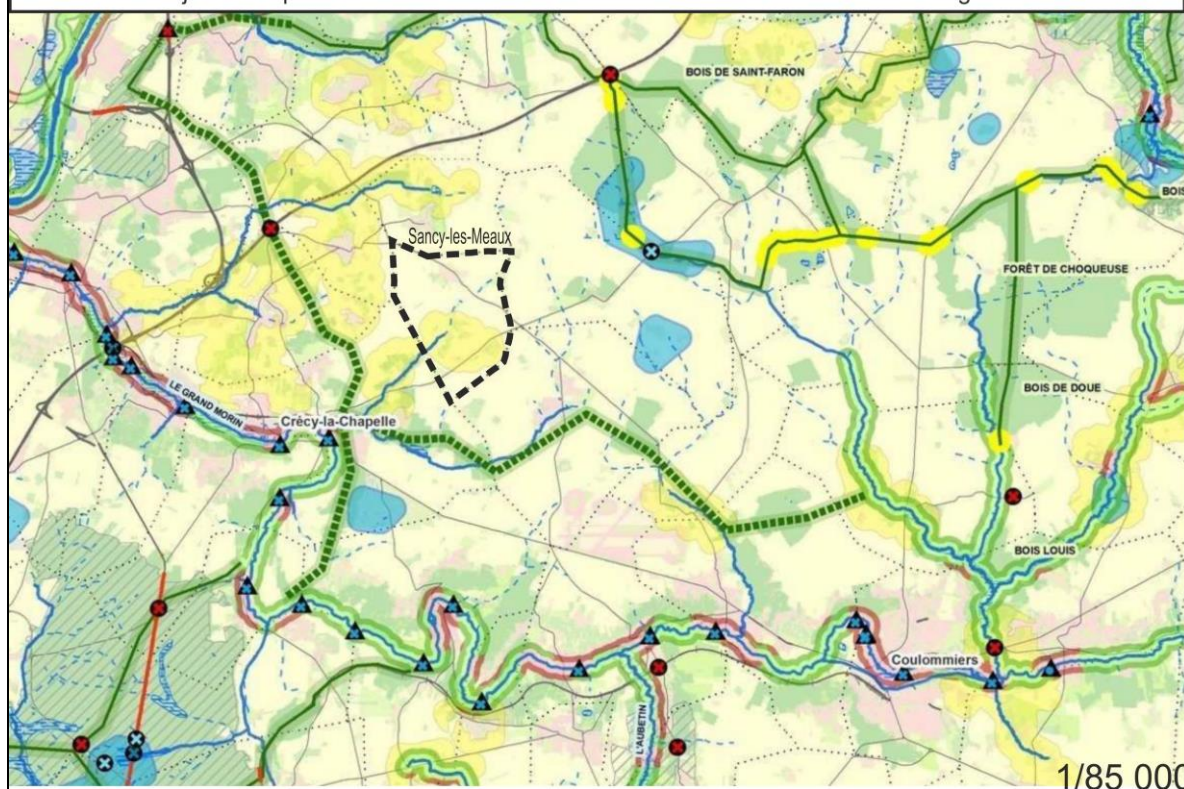 BOIS DE SAINT-FARON
BOIS
Sancy-les-Meaux
FORÊT DE CHOQUEUSE
BOIS DE DOUE
LE GRAND MORIN
Crécy-la-Chapelle
BOIS LOUIS
Coulommiers
L'AUBETIN
1/85 000